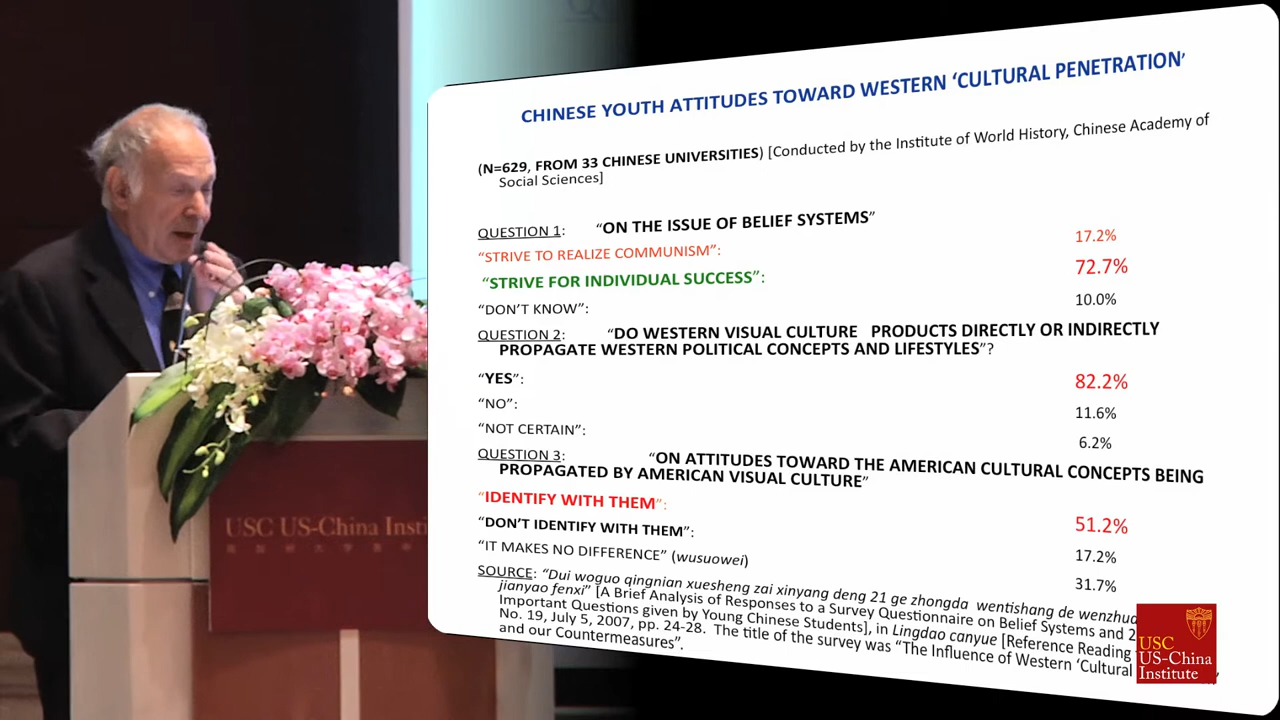 CHINESE YOUTH ATTITUDES TOWARD WESTERN ‘CULTURAL PENETRATION’
(N=629, FROM 33 CHINESE UNIVERSITIES) [Conducted by the Institute of World History, Chinese Academy of
Social Sciences]
QUESTION 1: “ON THE ISSUE OF BELIEF SYSTEMS”
“STRIVE TO REALIZE COMMUNISM”: 17.2%
“STRIVE FOR INDIVIDUAL SUCCESS”: 72.7%
“DON’T KNOW”: 10.0%
QUESTION 2: “DO WESTERN VISUAL CULTURE PRODUCTS DIRECTLY OR INDIRECTLY
PROPAGATE WESTERN POLITICAL CONCEPTS AND LIFESTYLES”?
“YES”: 82.2%
“NO”: 11.6%
“NOT CERTAIN”: 6.2%
QUESTION 3: “ON ATTITUDES TOWARD THE AMERICAN CULTURAL CONCEPTS BEING
PROPAGATED BY AMERICAN VISUAL CULTURE”
“IDENTIFY WITH THEM”: 51.2%
“DON’T IDENTIFY WITH THEM”: 17.2%
“IT MAKES NO DIFFERENCE” (wusuowei) 31.7%
SOURCE: “Dui woguo qingnian xuesheng zai xinyang deng 21 ge zhongda wentishang de wenzhua
jianyao fenxi” [A Brief Analysis of Responses to a Survey Questionnaire on Belief Systems and 2
Important Questions given by Young Chinese Students], in Lingdao canyue [Reference Reading
No. 19, July 5, 2007, pp. 24-28. The title of the survey was “The Influence of Western ‘Cultural
and our Countermeasures”.
USC US-China Insti
USC
US-China
Institute